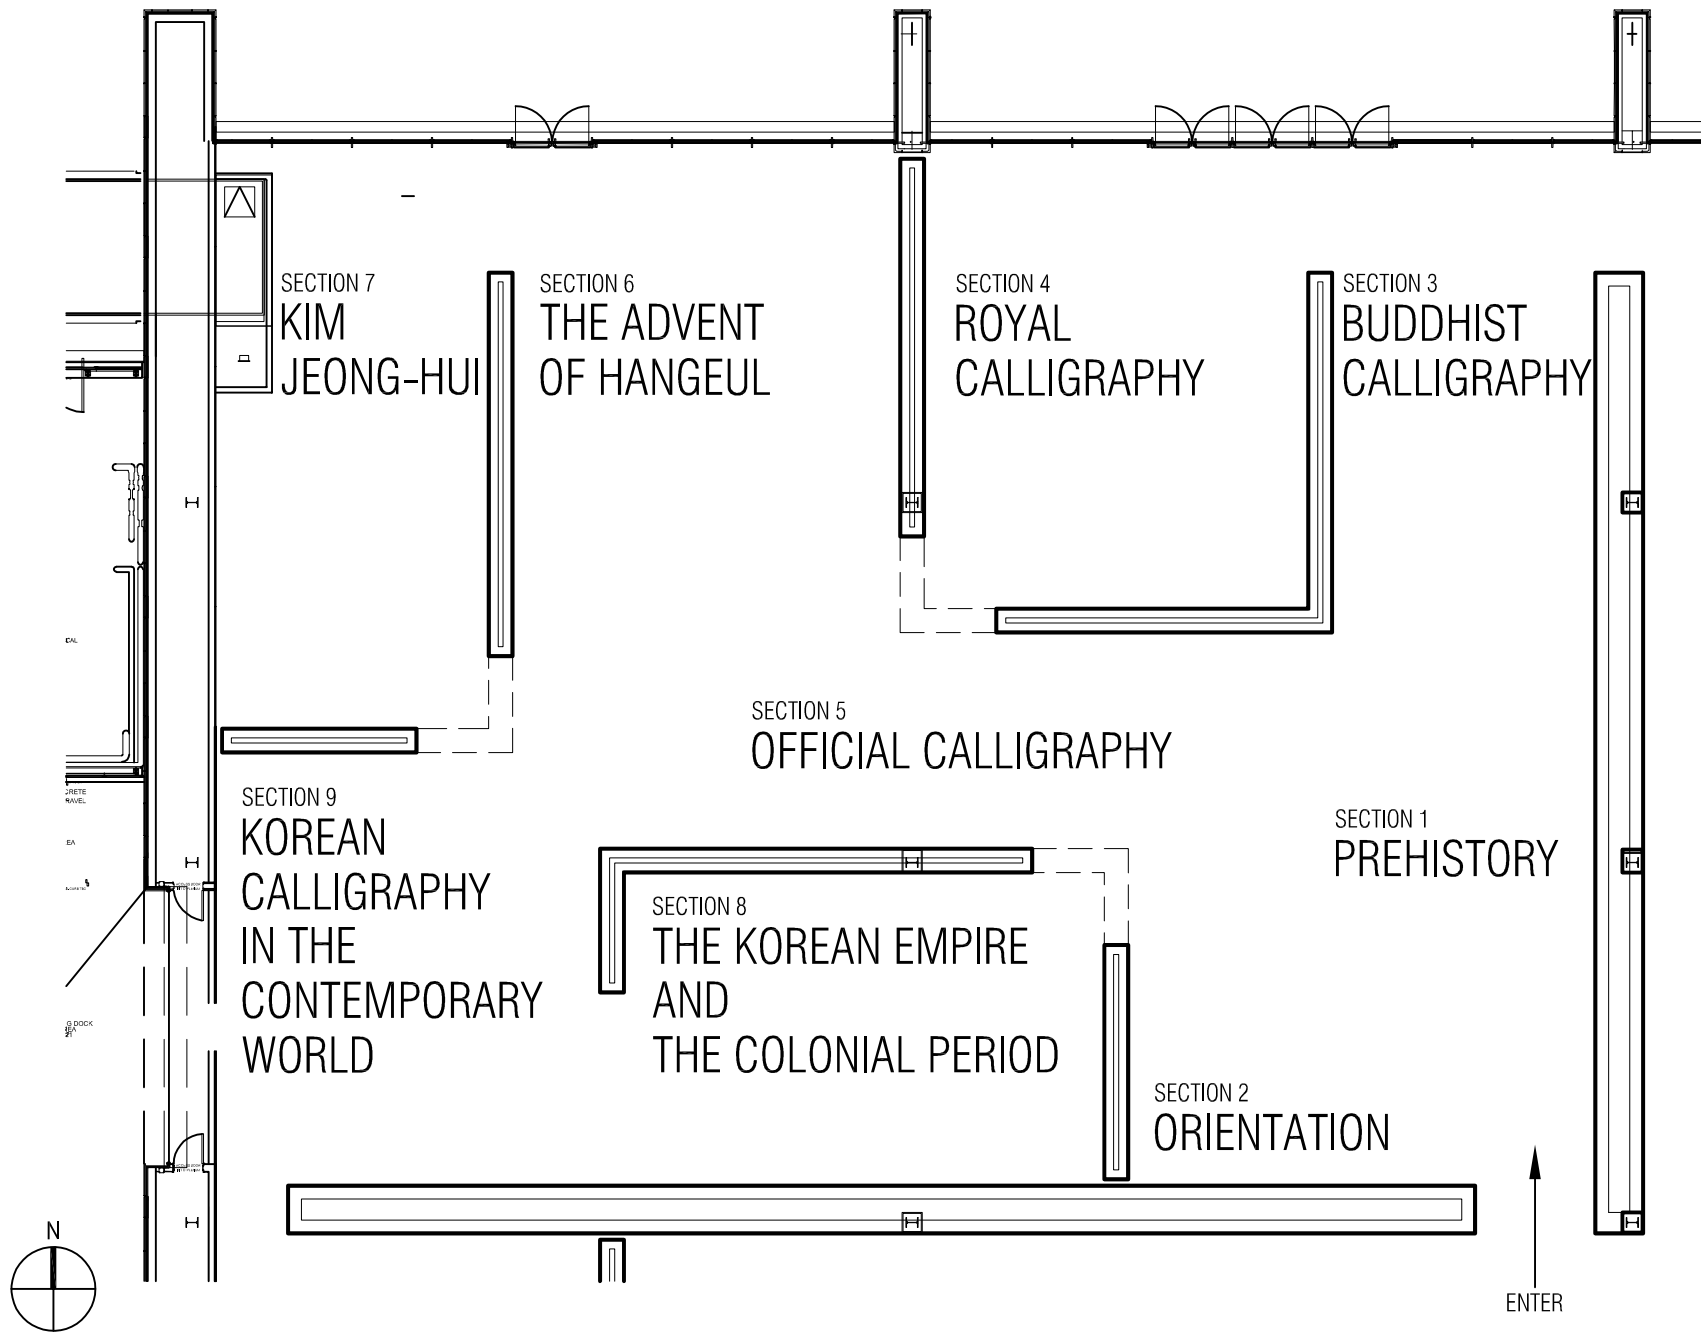 SECTION 7
KIM
JEONG-HUI
SECTION 6
THE ADVENT
OF HANGEUL
SECTION 4
ROYAL
CALLIGRAPHY
SECTION 3
BUDDHIST
CALLIGRAPHY
SECTION 5
OFFICIAL CALLIGRAPHY
SECTION 9
KOREAN
CALLIGRAPHY
IN THE
CONTEMPORARY
WORLD
SECTION 8
THE KOREAN EMPIRE
AND
THE COLONIAL PERIOD
SECTION 1
PREHISTORY
SECTION 2
ORIENTATION
ENTER
N
G DOCK